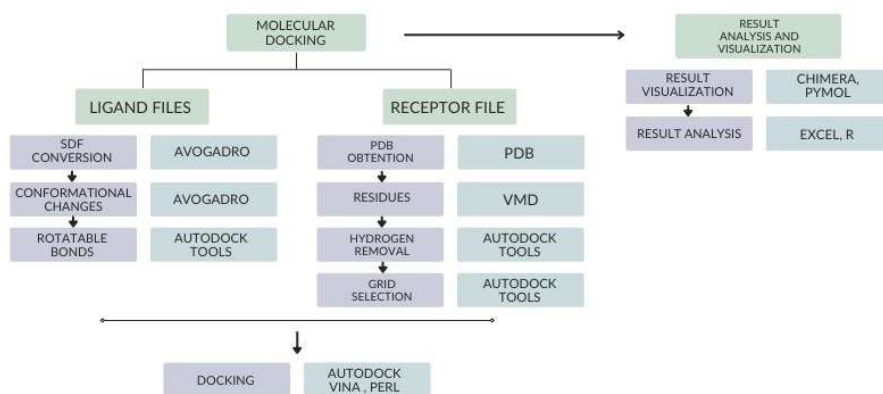 MOLECULAR
DOCKING
RESULT
ANALYSIS AND
VISUALIZATION
LIGAND FILES
RECEPTOR FILE
RESULT
VISUALIZATION
CHIMERA,
PYMOL
RESULT ANALYSIS
EXCEL, R
SDF
CONVERSION
AVOGADRO
CONFORMATIONAL
CHANGES
AVOGADRO
ROTATABLE
BONDS
AUTODOCK
TOOLS
PDB
OBTENTION
PDB
RESIDUES
VMD
HYDROGEN
REMOVAL
AUTODOCK
TOOLS
GRID
SELECTION
AUTODOCK
TOOLS
DOCKING
AUTODOCK
VINA , PERL